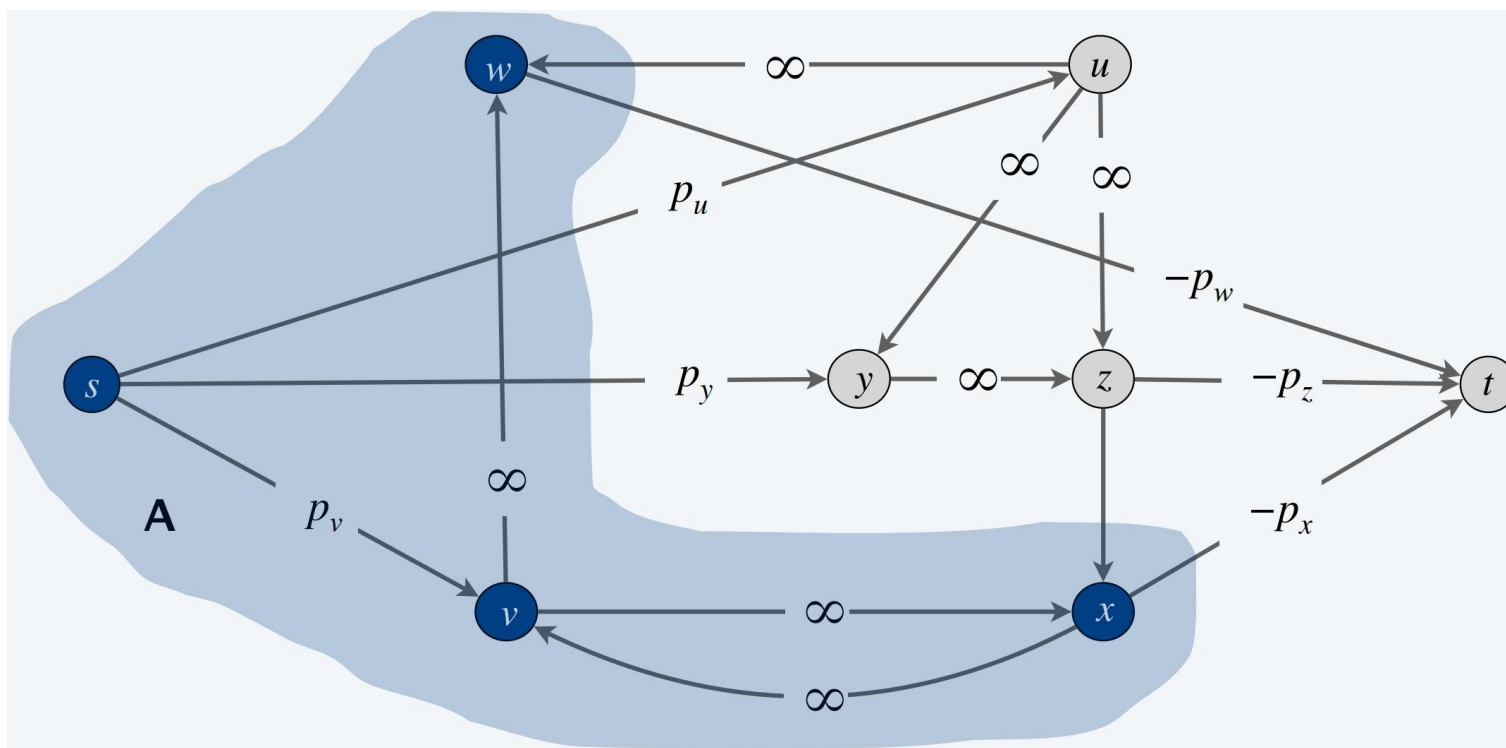 w
∞
u
∞
∞
p_u
−p_w
s
p_y
y
∞
z
−p_z
t
∞
A
p_v
−p_x
v
∞
x
∞